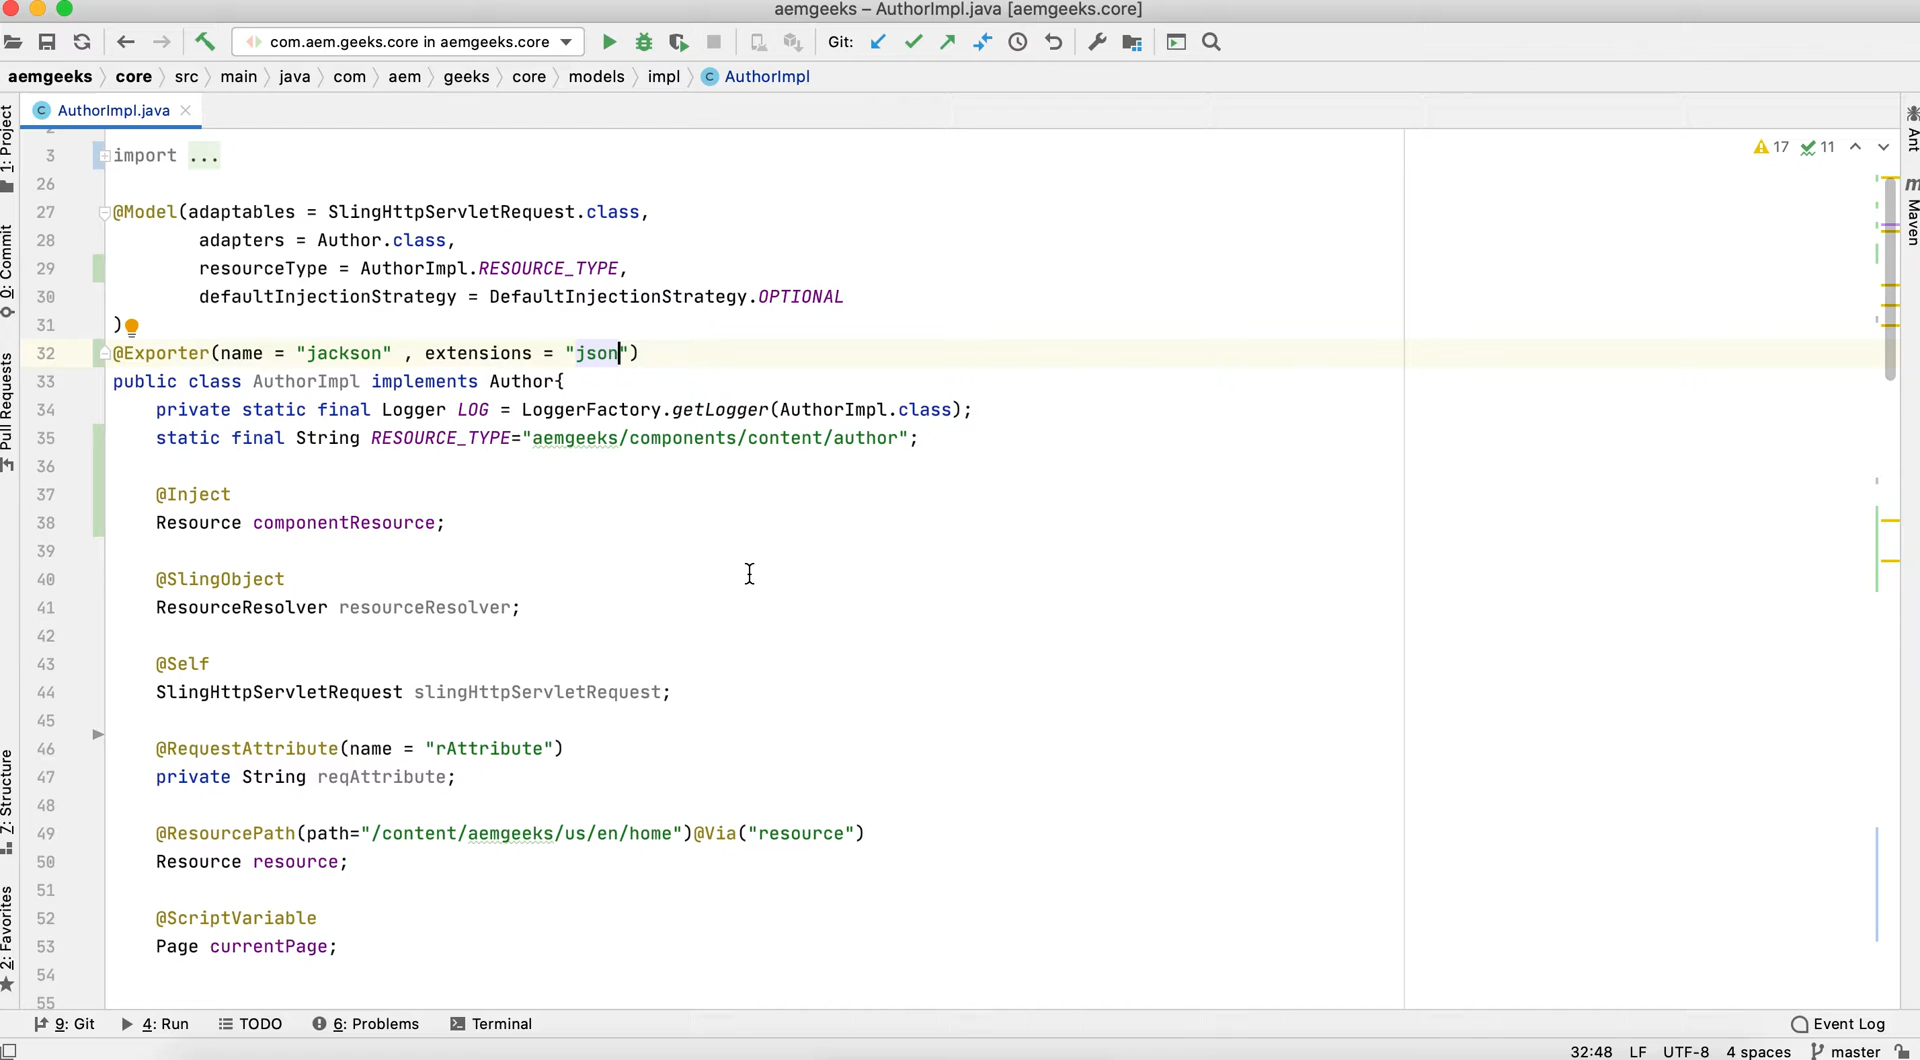 aemgeeks – AuthorImpl.java [aemgeeks.core]
com.aem.geeks.core in aemgeeks.core
Git:
aemgeeks core src main java com aem geeks core models impl AuthorImpl
AuthorImpl.java
1: Project
0: Commit
Pull Requests
7: Structure
2: Favorites
Ant
Maven
17 11
2
3 import ...
26
27 @Model(adaptables = SlingHttpServletRequest.class,
28 adapters = Author.class,
29 resourceType = AuthorImpl.RESOURCE_TYPE,
30 defaultInjectionStrategy = DefaultInjectionStrategy.OPTIONAL
31 )
32 @Exporter(name = "jackson" , extensions = "json")
33 public class AuthorImpl implements Author{
34 private static final Logger LOG = LoggerFactory.getLogger(AuthorImpl.class);
35 static final String RESOURCE_TYPE="aemgeeks/components/content/author";
36
37 @Inject
38 Resource componentResource;
39
40 @SlingObject
41 ResourceResolver resourceResolver;
42
43 @Self
44 SlingHttpServletRequest slingHttpServletRequest;
45
46 @RequestAttribute(name = "rAttribute")
47 private String reqAttribute;
48
49 @ResourcePath(path="/content/aemgeeks/us/en/home")@Via("resource")
50 Resource resource;
51
52 @ScriptVariable
53 Page currentPage;
54
55
9: Git 4: Run TODO 6: Problems Terminal Event Log
32:48 LF UTF-8 4 spaces master